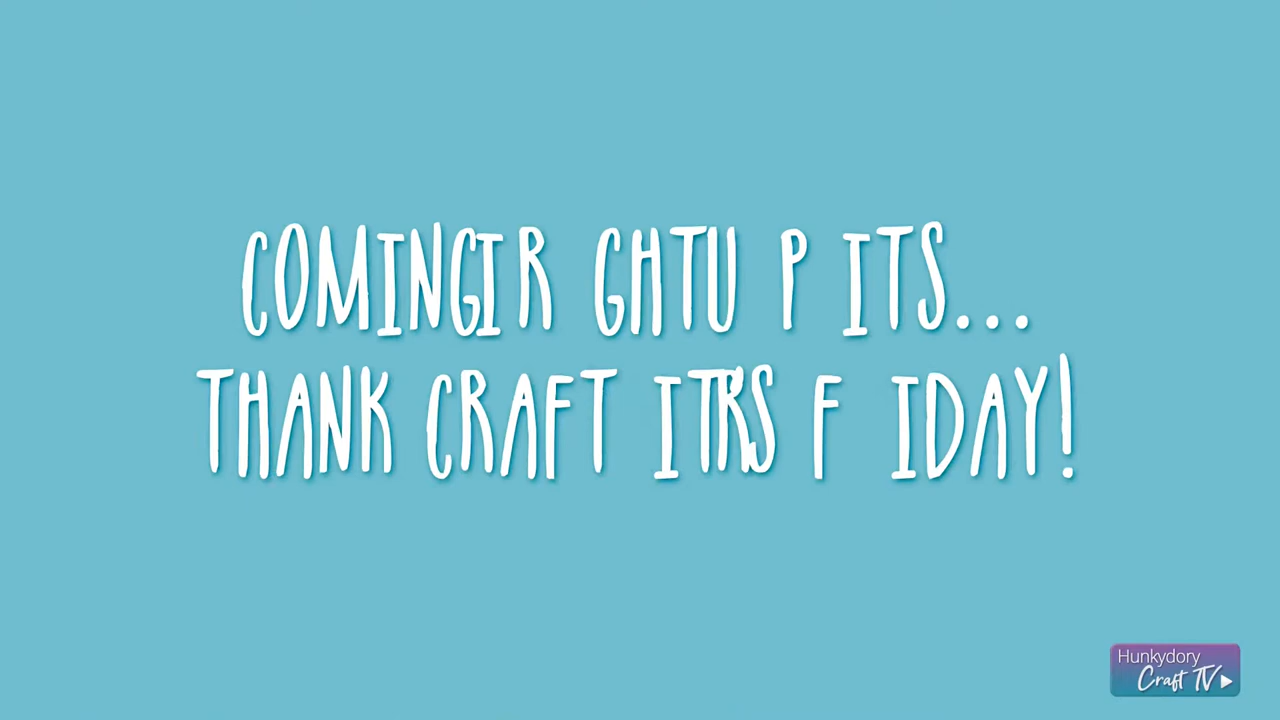 COMINGIR GHTU P ITS...
THANK CRAFT ITRS F IDAY!
Hunkydory
Craft TV